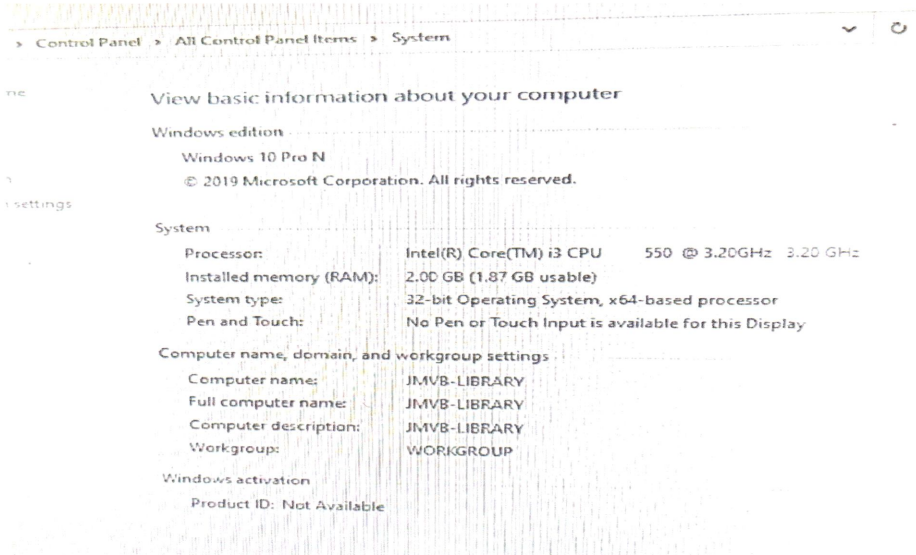 > Control Panel > All Control Panel Items > System
View basic information about your computer
Windows edition
Windows 10 Pro N
© 2019 Microsoft Corporation. All rights reserved.
settings
System
Processor: Intel(R) Core(TM) i3 CPU 550 @ 3.20GHz 3.20 GHz
Installed memory (RAM): 2.00 GB (1.87 GB usable)
System type: 32-bit Operating System, x64-based processor
Pen and Touch: No Pen or Touch Input is available for this Display
Computer name, domain, and workgroup settings
Computer name: JMVB-LIBRARY
Full computer name: JMVB-LIBRARY
Computer description: JMVB-LIBRARY
Workgroup: WORKGROUP
Windows activation
Product ID: Not Available